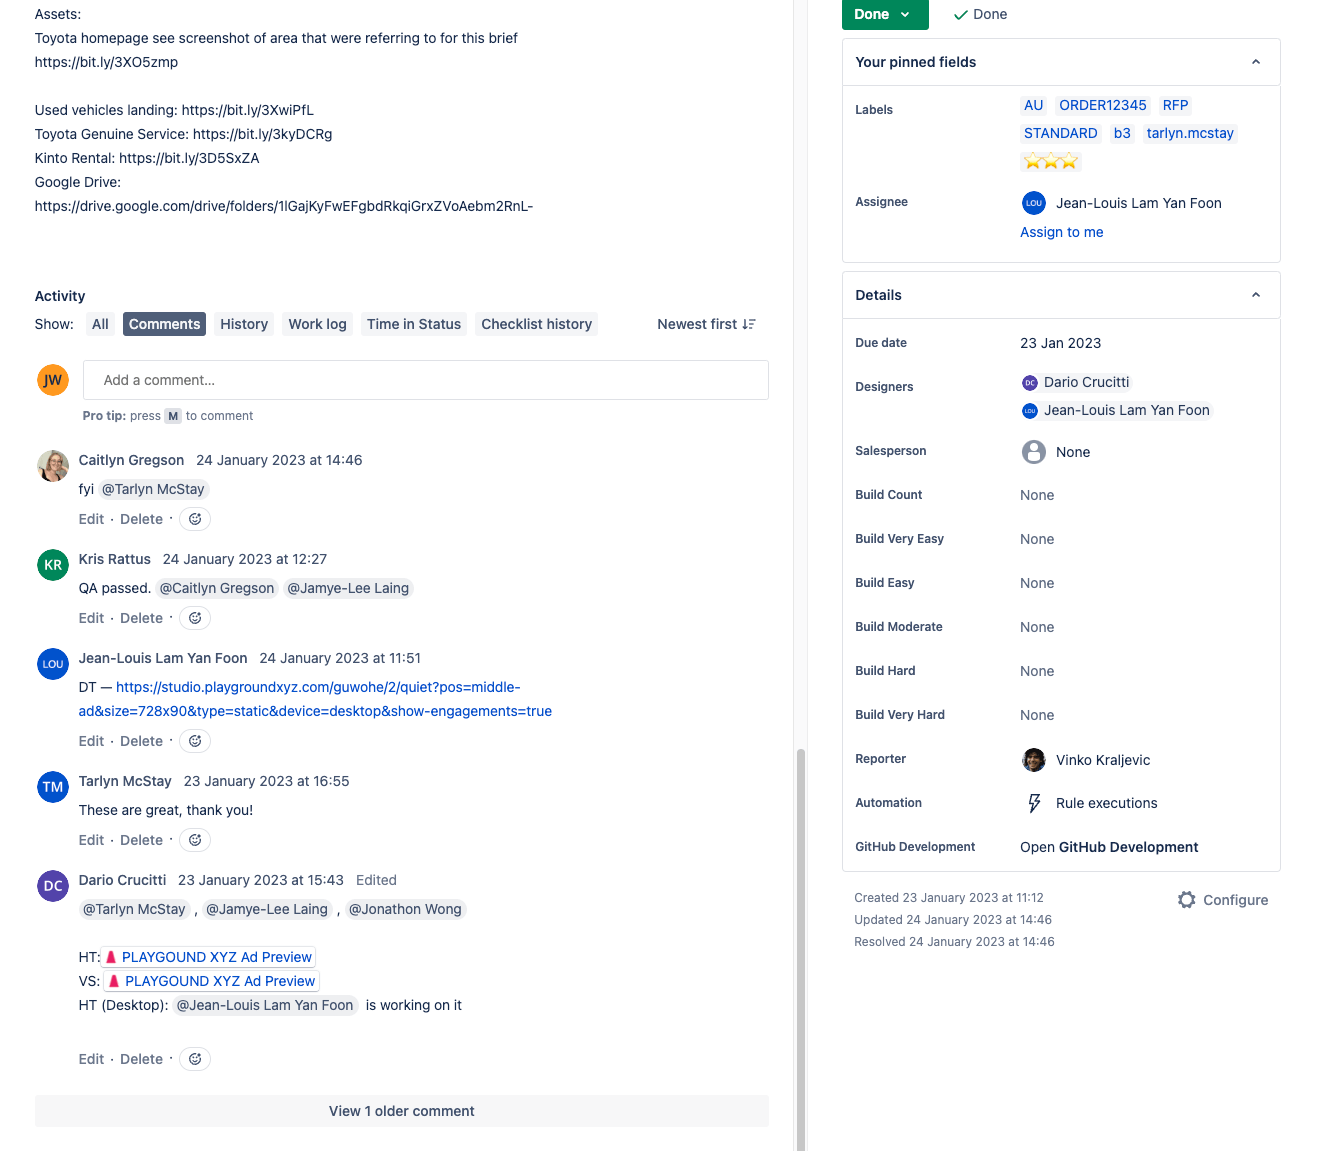 Assets:
Toyota homepage see screenshot of area that were referring to for this brief
https://bit.ly/3XO5zmp
Used vehicles landing: https://bit.ly/3XwiPfL
Toyota Genuine Service: https://bit.ly/3kyDCRg
Kinto Rental: https://bit.ly/3D5SxZA
Google Drive:
https://drive.google.com/drive/folders/1lGajKyFwEFgbdRkqiGrxZVoAebm2RnL-
Activity
Show: All Comments History Work log Time in Status Checklist history Newest first
JW Add a comment...
Pro tip: press M to comment
Caitlyn Gregson 24 January 2023 at 14:46
fyi @Tarlyn McStay
Edit · Delete ·
KR Kris Rattus 24 January 2023 at 12:27
QA passed. @Caitlyn Gregson @Jamye-Lee Laing
Edit · Delete ·
LOU Jean-Louis Lam Yan Foon 24 January 2023 at 11:51
DT — https://studio.playgroundxyz.com/guwohe/2/quiet?pos=middle-
ad&size=728x90&type=static&device=desktop&show-engagements=true
Edit · Delete ·
TM Tarlyn McStay 23 January 2023 at 16:55
These are great, thank you!
Edit · Delete ·
DC Dario Crucitti 23 January 2023 at 15:43 Edited
@Tarlyn McStay , @Jamye-Lee Laing , @Jonathon Wong
HT: PLAYGOUND XYZ Ad Preview
VS: PLAYGOUND XYZ Ad Preview
HT (Desktop): @Jean-Louis Lam Yan Foon is working on it
Edit · Delete ·
View 1 older comment
Done Done
Your pinned fields
Labels AU ORDER12345 RFP
STANDARD b3 tarlyn.mcstay
Assignee LOU Jean-Louis Lam Yan Foon
Assign to me
Details
Due date 23 Jan 2023
Designers DC Dario Crucitti
LOU Jean-Louis Lam Yan Foon
Salesperson None
Build Count None
Build Very Easy None
Build Easy None
Build Moderate None
Build Hard None
Build Very Hard None
Reporter Vinko Kraljevic
Automation Rule executions
GitHub Development Open GitHub Development
Created 23 January 2023 at 11:12 Configure
Updated 24 January 2023 at 14:46
Resolved 24 January 2023 at 14:46